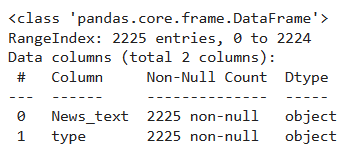 <class 'pandas.core.frame.DataFrame'>
RangeIndex: 2225 entries, 0 to 2224
Data columns (total 2 columns):
 #   Column     Non-Null Count  Dtype
---  ------     --------------  -----
 0   News_text  2225 non-null   object
 1   type       2225 non-null   object